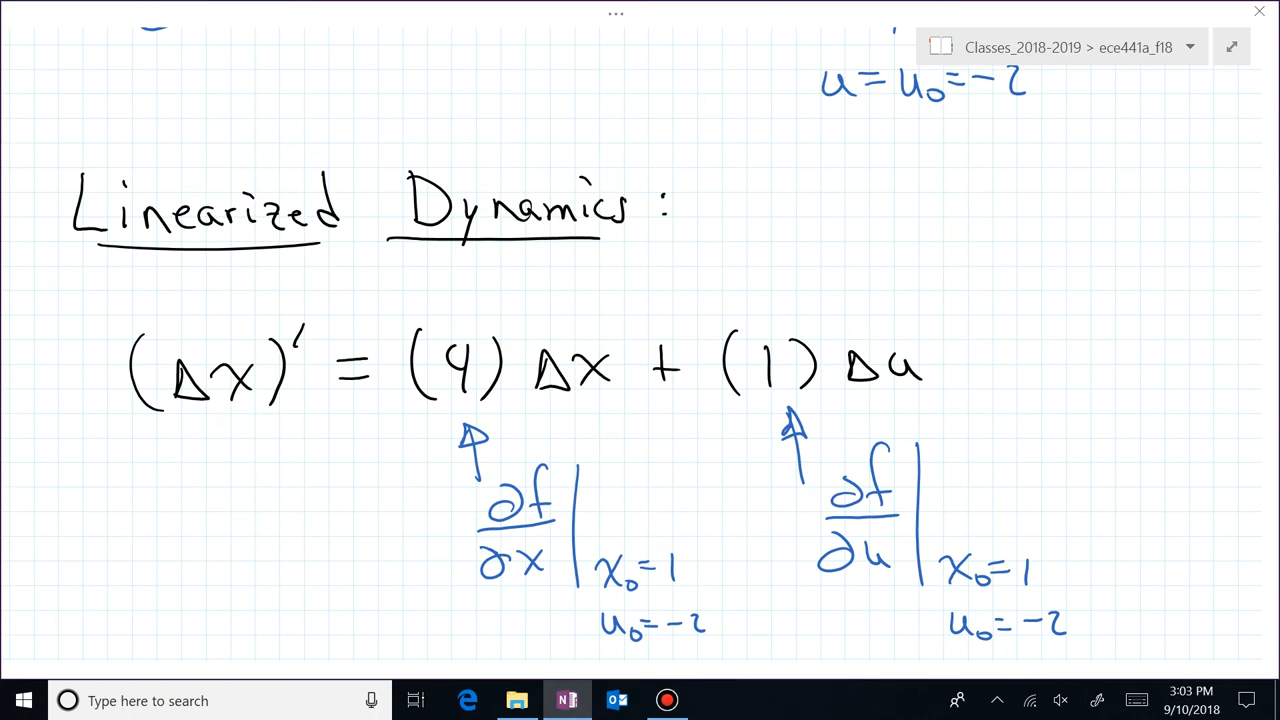 Classes_2018-2019 > ece441a_f18
u = u₀ = -2
Linearized Dynamics:
(Δx)' = (4) Δx + (1) Δu
∂f/∂x | x₀ = 1
u₀ = -2
∂f/∂u | x₀ = 1
u₀ = -2
Type here to search
3:03 PM
9/10/2018